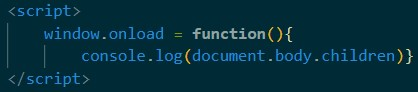 <script>
    window.onload = function(){
        console.log(document.body.children)}
</script>